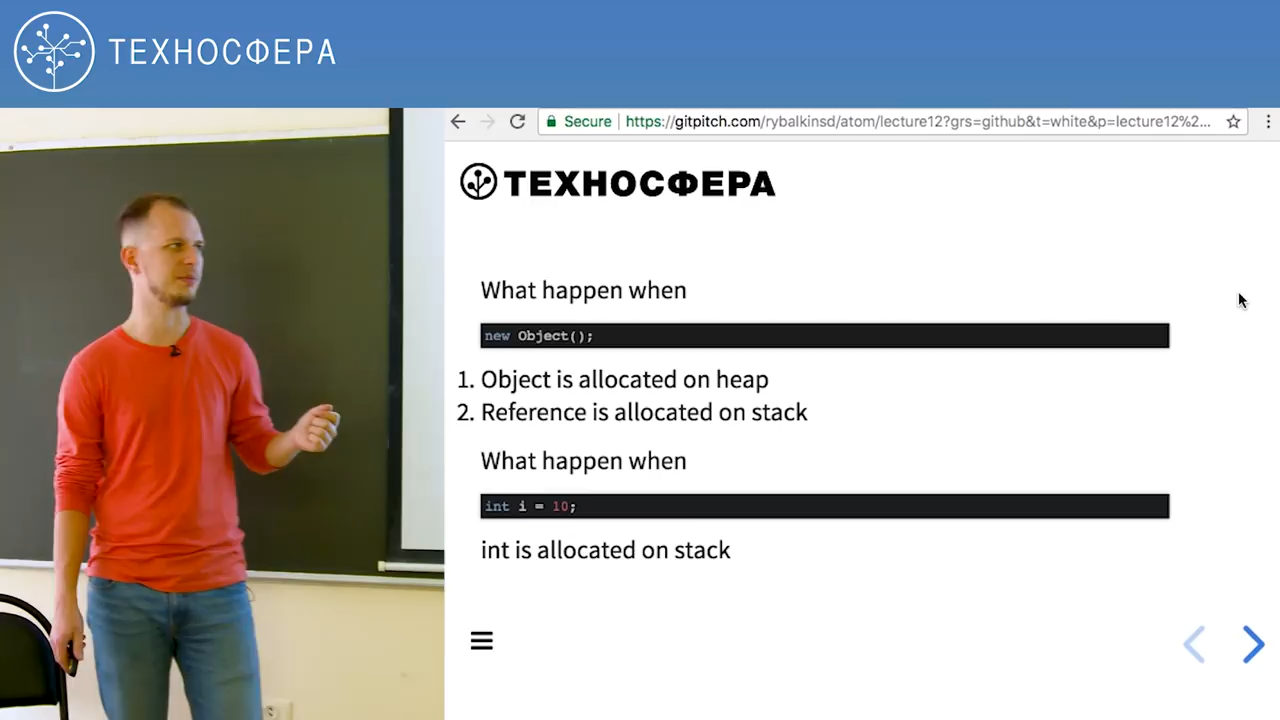 ТЕХНОСФЕРА
Secure
https://gitpitch.com/rybalkinsd/atom/lecture12?grs=github&t=white&p=lecture12%2...
ТЕХНОСФЕРА
What happen when
new Object();
1. Object is allocated on heap
2. Reference is allocated on stack
What happen when
int i = 10;
int is allocated on stack